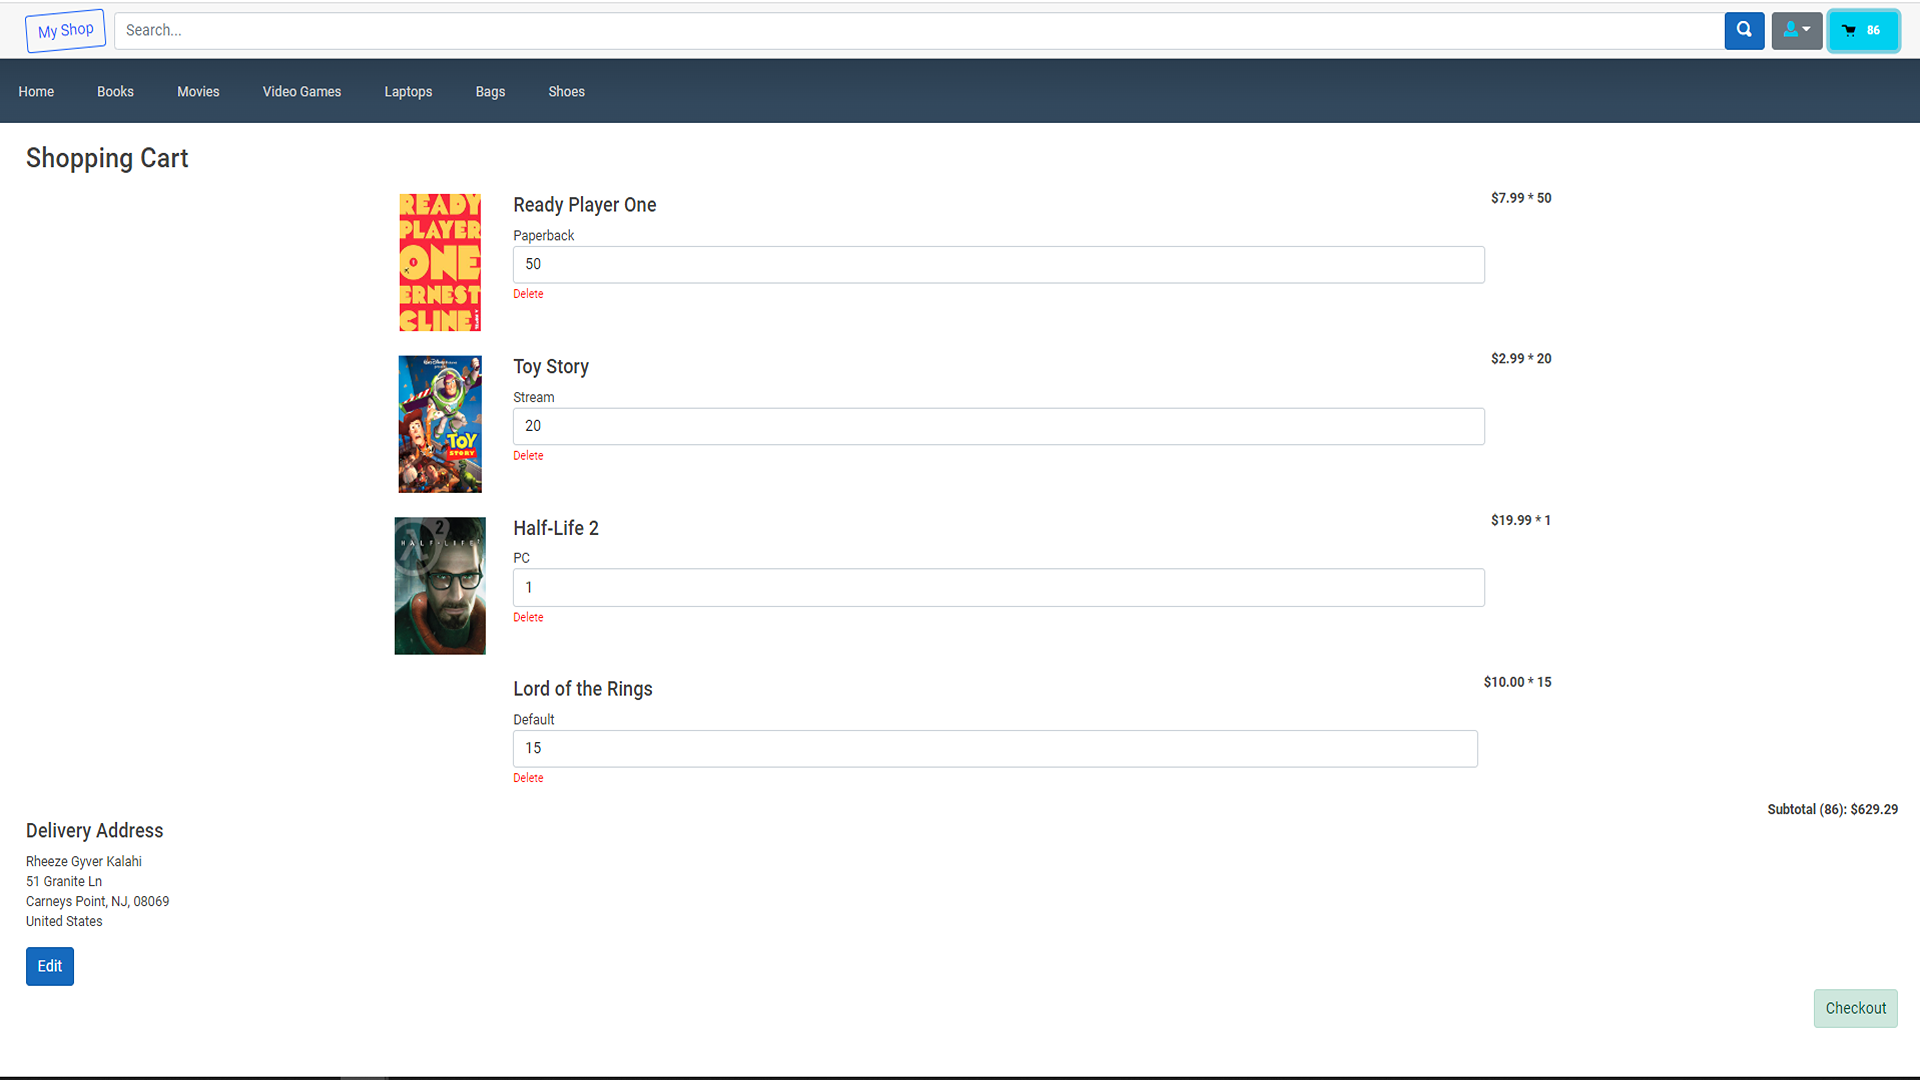 My Shop
Search...
86
Home Books Movies Video Games Laptops Bags Shoes
Shopping Cart
READY
PLAYER
ONE
ERNEST
CLINE
Ready Player One
$7.99 * 50
Paperback
50
Delete
TOY
STORY
Toy Story
$2.99 * 20
Stream
20
Delete
2
HALF-LIFE
Half-Life 2
$19.99 * 1
PC
1
Delete
Lord of the Rings
$10.00 * 15
Default
15
Delete
Subtotal (86): $629.29
Delivery Address
Rheeze Gyver Kalahi
51 Granite Ln
Carneys Point, NJ, 08069
United States
Edit
Checkout